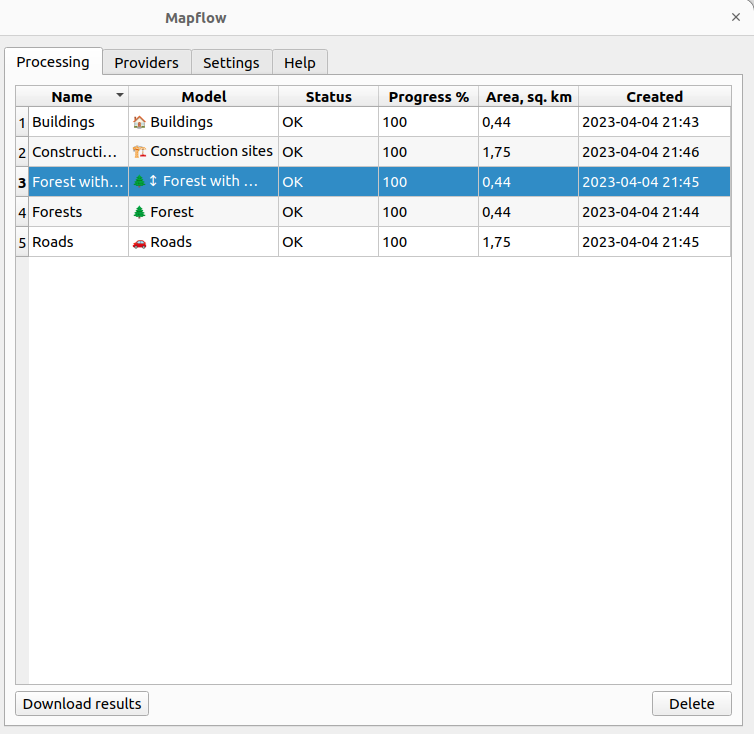 Mapflow ×
Processing Providers Settings Help
Name Model Status Progress % Area, sq. km Created
1 Buildings Buildings OK 100 0,44 2023-04-04 21:43
2 Constructi... Construction sites OK 100 1,75 2023-04-04 21:46
3 Forest with... Forest with ... OK 100 0,44 2023-04-04 21:45
4 Forests Forest OK 100 0,44 2023-04-04 21:44
5 Roads Roads OK 100 1,75 2023-04-04 21:45
Download results Delete